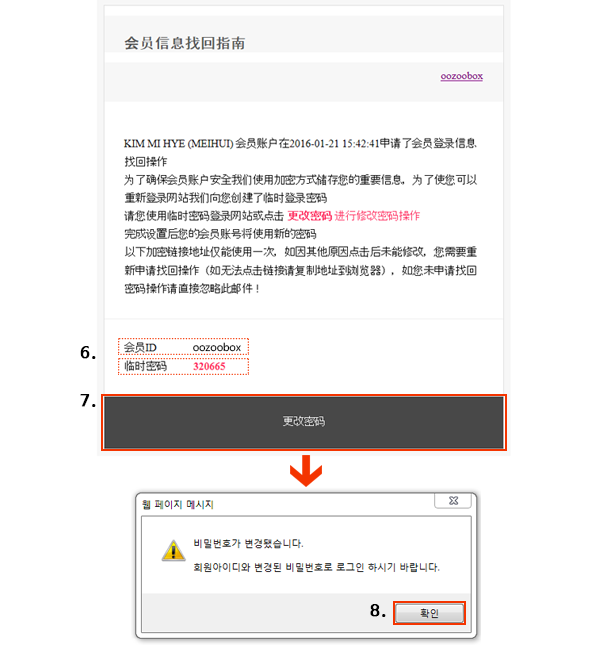 会员信息找回指南
oozoobox
KIM MI HYE (MEIHUI) 会员账户在2016-01-21 15:42:41申请了会员登录信息
找回操作
为了确保会员账户安全我们使用加密方式储存您的重要信息。为了使您可以
重新登录网站我们向您创建了临时登录密码
请您使用临时密码登录网站或点击 更改密码 进行修改密码操作
完成设置后您的会员账号将使用新的密码
以下加密链接地址仅能使用一次，如因其他原因点击后未能修改，您需要重
新申请找回操作（如无法点击链接请复制地址到浏览器），如您未申请找回
密码操作请直接忽略此邮件！
6. 会员ID oozoobox
临时密码 320665
7. 更改密码
웹 페이지 메시지
비밀번호가 변경됐습니다.
회원아이디와 변경된 비밀번호로 로그인 하시기 바랍니다.
8. 확인